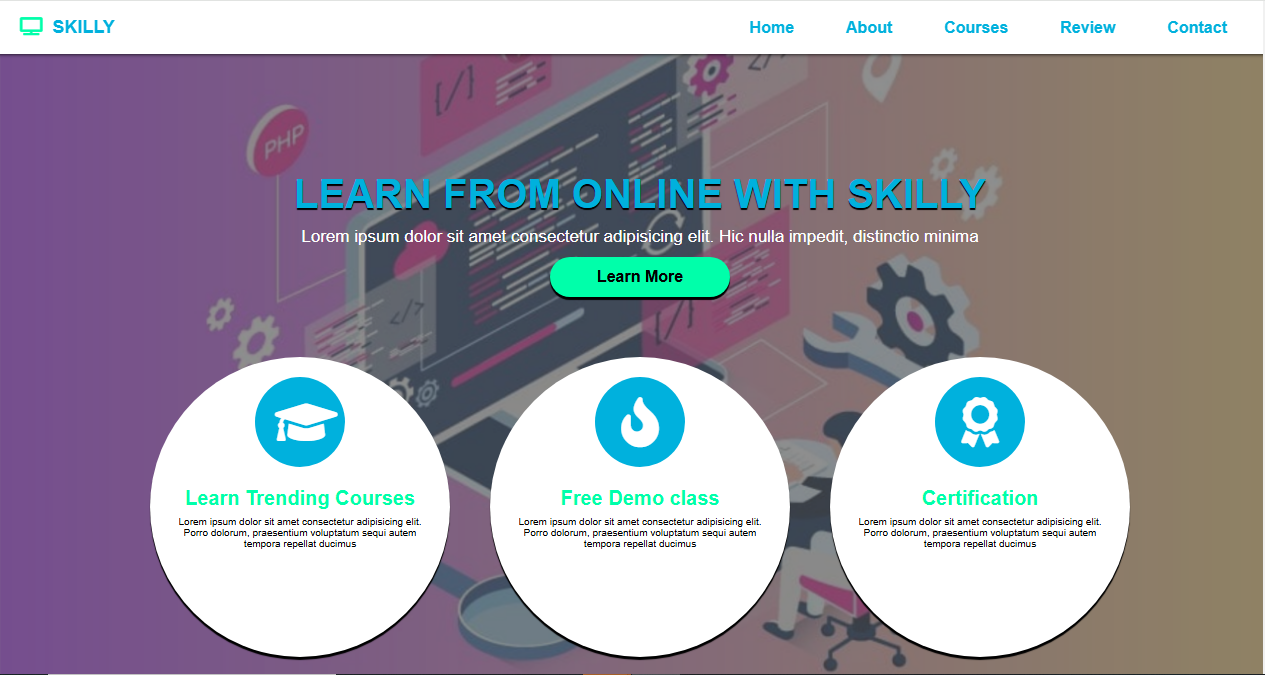 SKILLY
Home About Courses Review Contact
[/]
</>
PHP
LEARN FROM ONLINE WITH SKILLY
Lorem ipsum dolor sit amet consectetur adipisicing elit. Hic nulla impedit, distinctio minima
Learn More
</>
[/]
Learn Trending Courses
Lorem ipsum dolor sit amet consectetur adipisicing elit.
Porro dolorum, praesentium voluptatum sequi autem
tempora repellat ducimus
Free Demo class
Lorem ipsum dolor sit amet consectetur adipisicing elit.
Porro dolorum, praesentium voluptatum sequi autem
tempora repellat ducimus
Certification
Lorem ipsum dolor sit amet consectetur adipisicing elit.
Porro dolorum, praesentium voluptatum sequi autem
tempora repellat ducimus